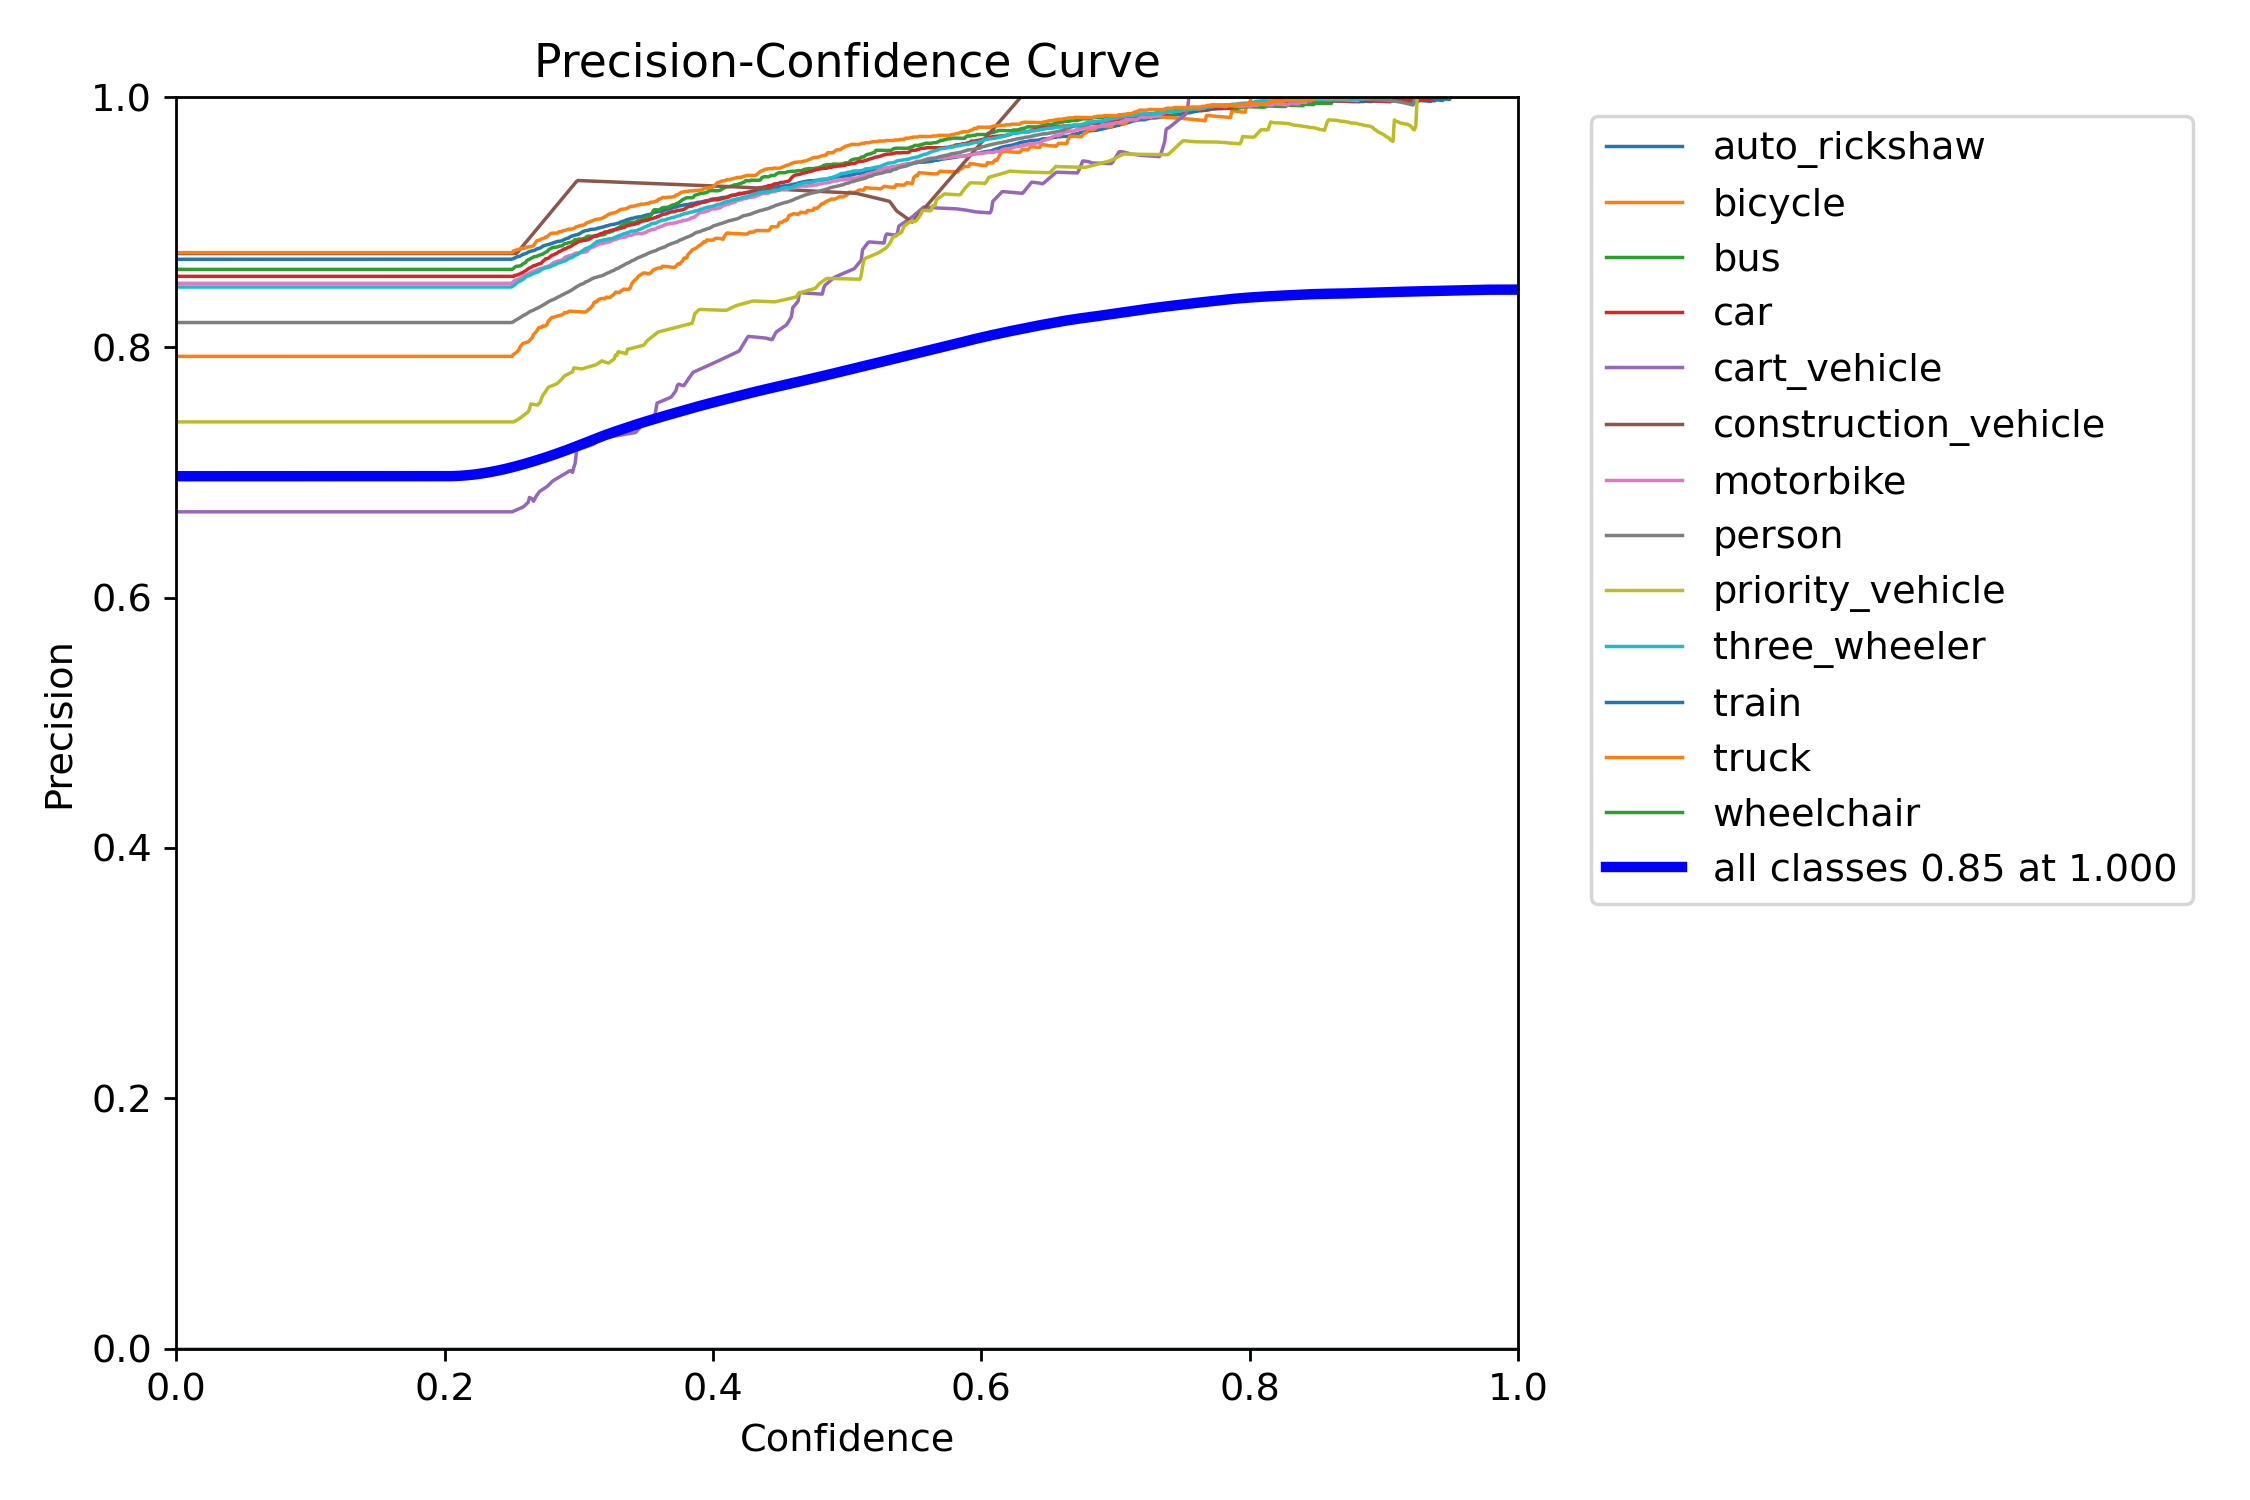 Precision-Confidence Curve
1.0
0.8
0.6
0.4
0.2
0.0
Precision
0.0 0.2 0.4 0.6 0.8 1.0
Confidence
auto_rickshaw
bicycle
bus
car
cart_vehicle
construction_vehicle
motorbike
person
priority_vehicle
three_wheeler
train
truck
wheelchair
all classes 0.85 at 1.000